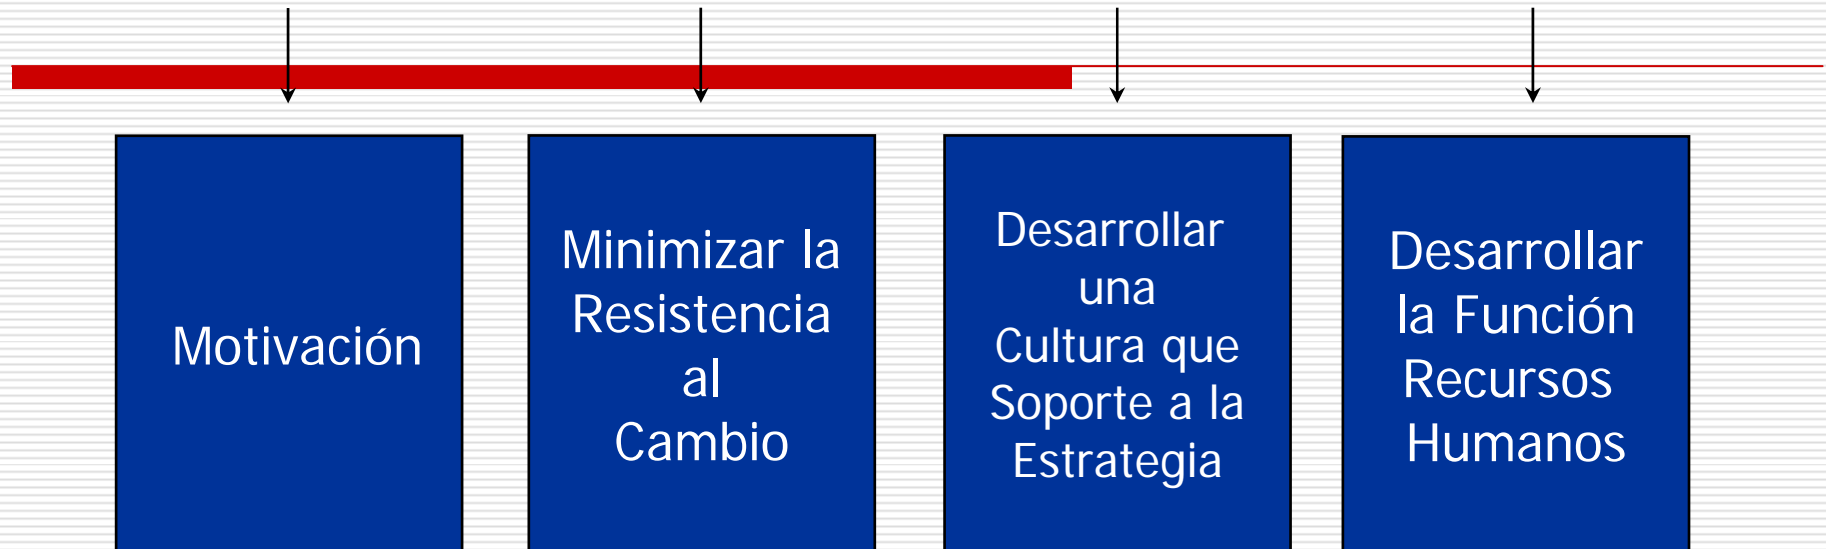 Motivación
Minimizar la
Resistencia
al
Cambio
Desarrollar
una
Cultura que
Soporte a la
Estrategia
Desarrollar
la Función
Recursos
Humanos